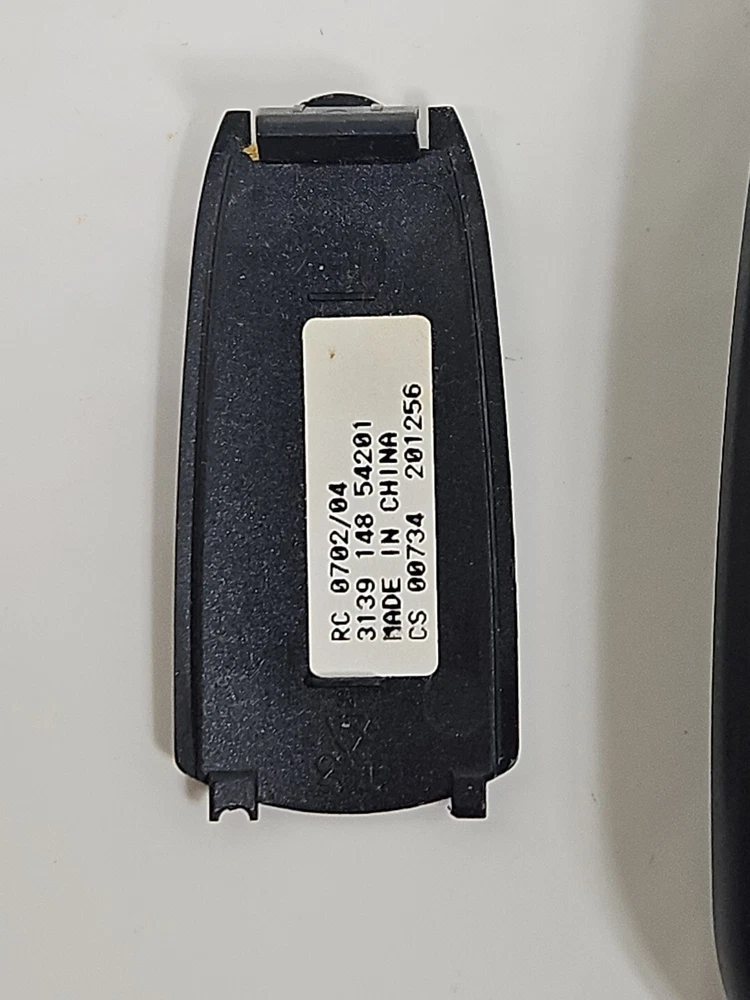 RC 0702/04
3139 148 54201
MADE IN CHINA
CS 00734 201256